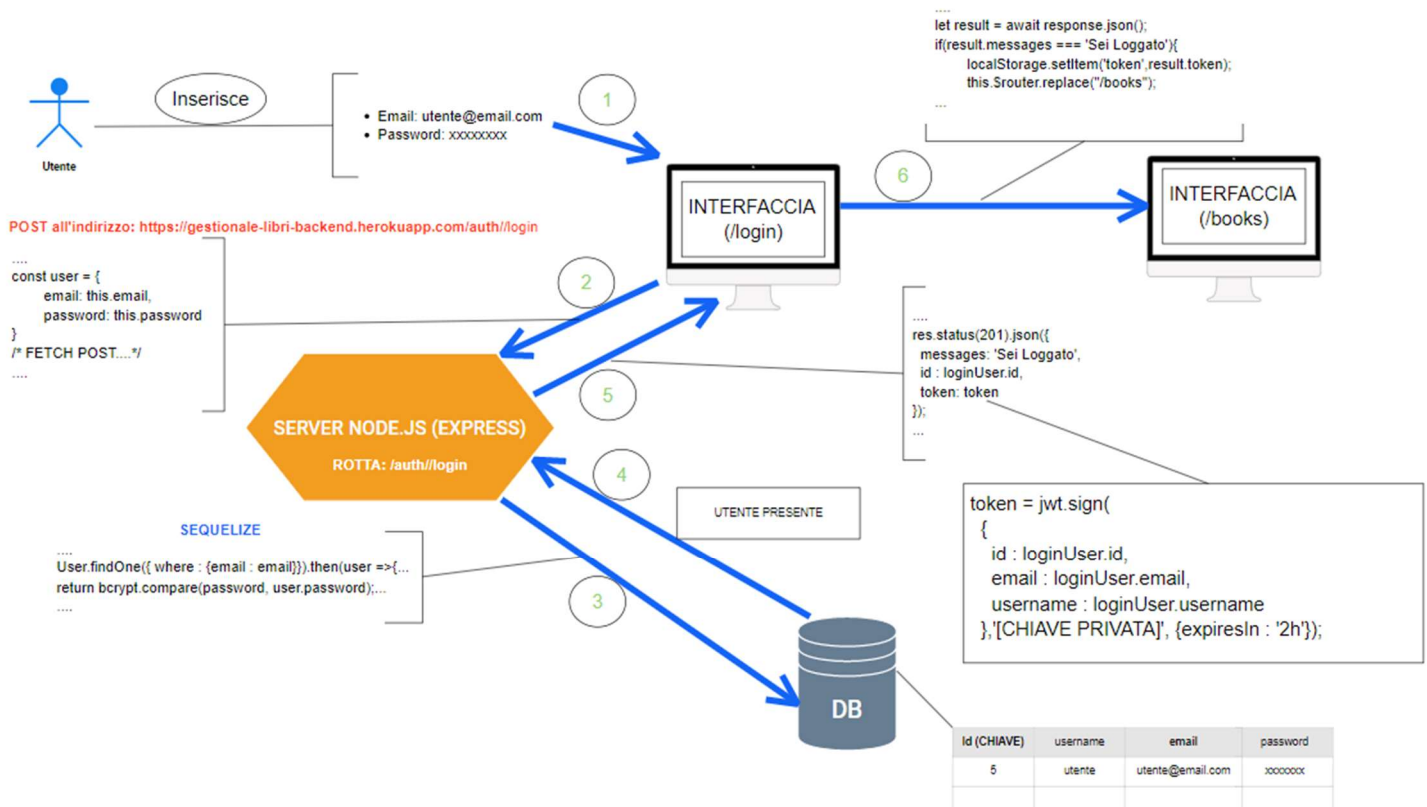 ....
let result = await response.json();
if(result.messages === 'Sei Loggato'){
localStorage.setItem('token',result.token);
this.$router.replace("/books");
...
Inserisce
• Email: utente@email.com
• Password: xxxxxxxx
Utente
1
6
INTERFACCIA
(/login)
INTERFACCIA
(/books)
POST all'indirizzo: https://gestionale-libri-backend.herokuapp.com/auth//login
....
const user = {
email: this.email,
password: this.password
}
/* FETCH POST....*/
....
2
5
....
res.status(201).json({
messages: 'Sei Loggato',
id : loginUser.id,
token: token
});
...
SERVER NODE.JS (EXPRESS)
ROTTA: /auth//login
4
UTENTE PRESENTE
token = jwt.sign(
{
id : loginUser.id,
email : loginUser.email,
username : loginUser.username
},'[CHIAVE PRIVATA]', {expiresIn : '2h'});
SEQUELIZE
....
User.findOne({ where : {email : email}}).then(user =>{...
return bcrypt.compare(password, user.password);...
....
3
DB
Id (CHIAVE) username email password
5 utente utente@email.com xxxxxxx